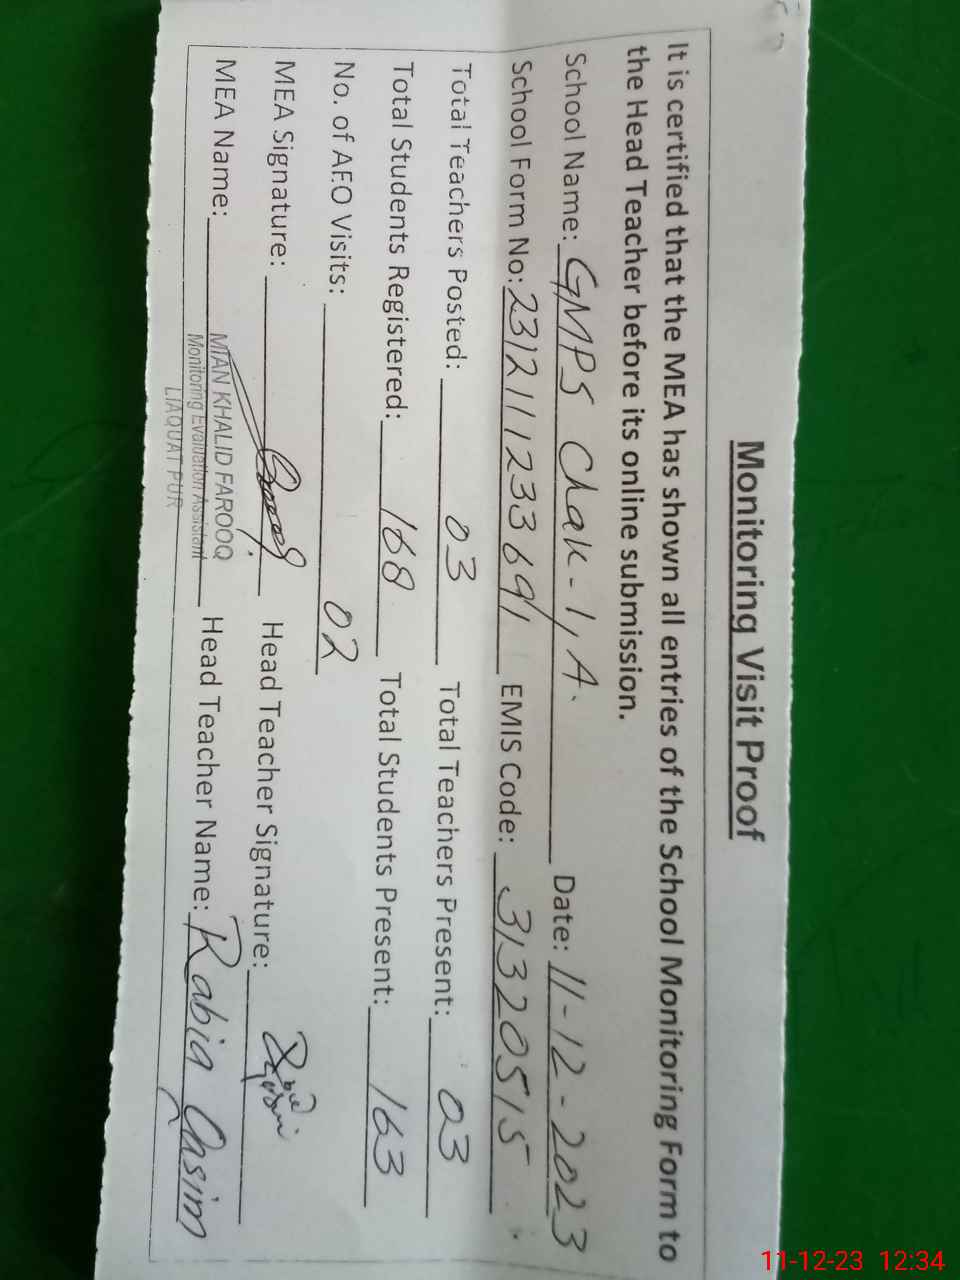 Monitoring Visit Proof
It is certified that the MEA has shown all entries of the School Monitoring Form to
the Head Teacher before its online submission.
School Name: GMPS Chak-1, A. Date: 11-12-2023
School Form No: 231211123369​1 EMIS Code: 31320515
Total Teachers Posted: 03 Total Teachers Present: 03
Total Students Registered: 168 Total Students Present: 163
No. of AEO Visits: 02
MEA Signature: Head Teacher Signature:
MEA Name: MIAN KHALID FAROOQ Head Teacher Name: Rabia Qasim
Monitoring Evaluation Assistant
LIAQUAT PUR
11-12-23 12:34